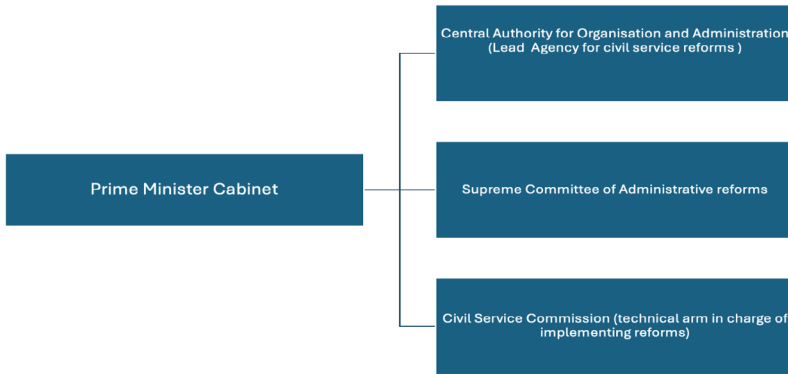 Central Authority for Organisation and Administration
(Lead Agency for civil service reforms )
Prime Minister Cabinet
Supreme Committee of Administrative reforms
Civil Service Commission (technical arm in charge of
implementing reforms)